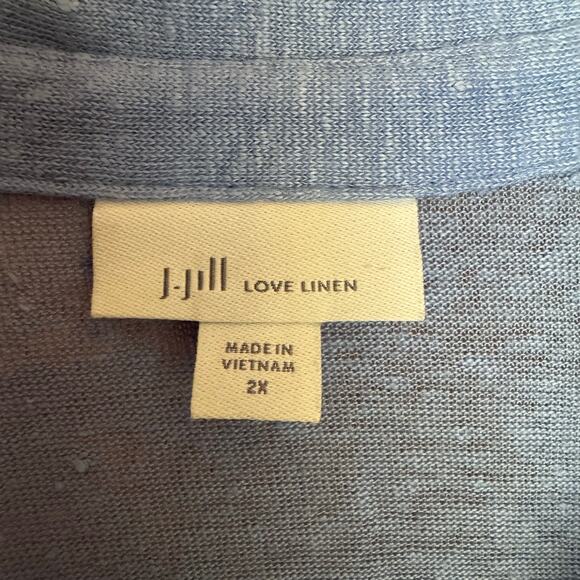 J.Jill LOVE LINEN
MADE IN
VIETNAM
2X